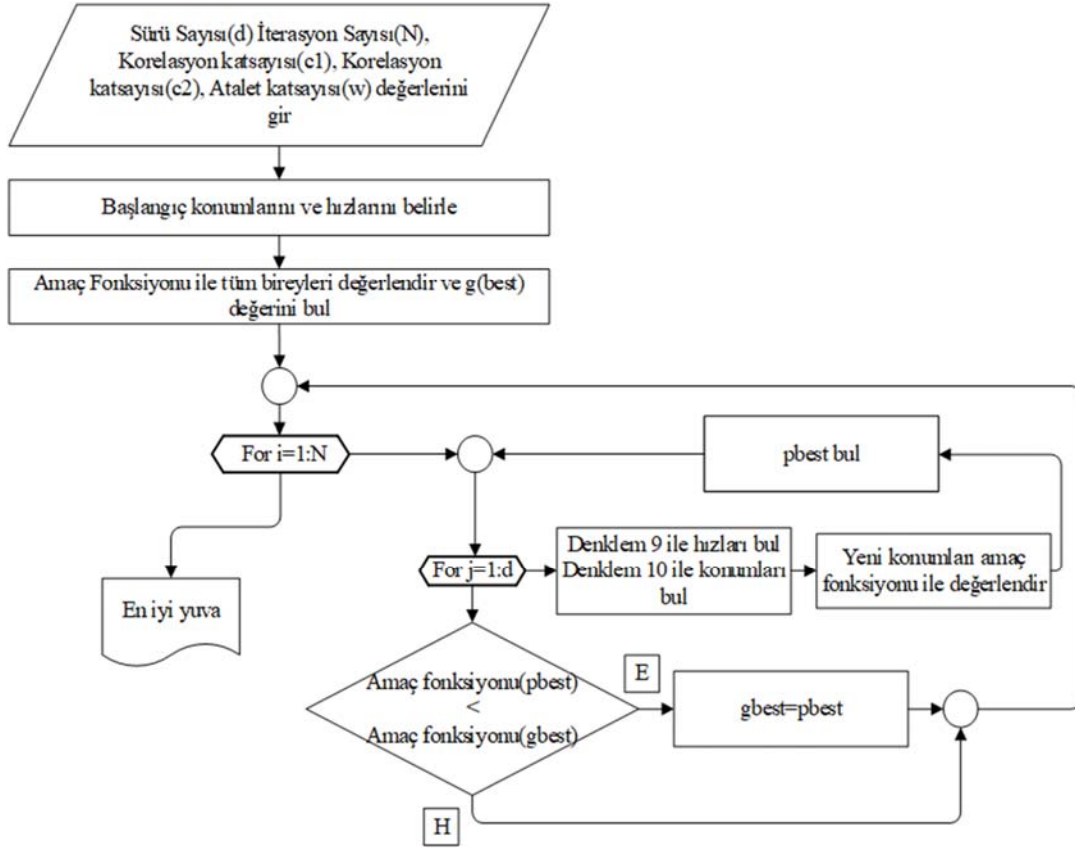 Sürü Sayısı(d) İterasyon Sayısı(N),
Korelasyon katsayısı(c1), Korelasyon
katsayısı(c2), Atalet katsayısı(w) değerlerini
gir
Başlangıç konumlarını ve hızlarını belirle
Amaç Fonksiyonu ile tüm bireyleri değerlendir ve g(best)
değerini bul
For i=1:N
pbest bul
For j=1:d
Denklem 9 ile hızları bul
Denklem 10 ile konumları
bul
Yeni konumları amaç
fonksiyonu ile değerlendir
En iyi yuva
Amaç fonksiyonu(pbest)
<
Amaç fonksiyonu(gbest)
E
gbest=pbest
H